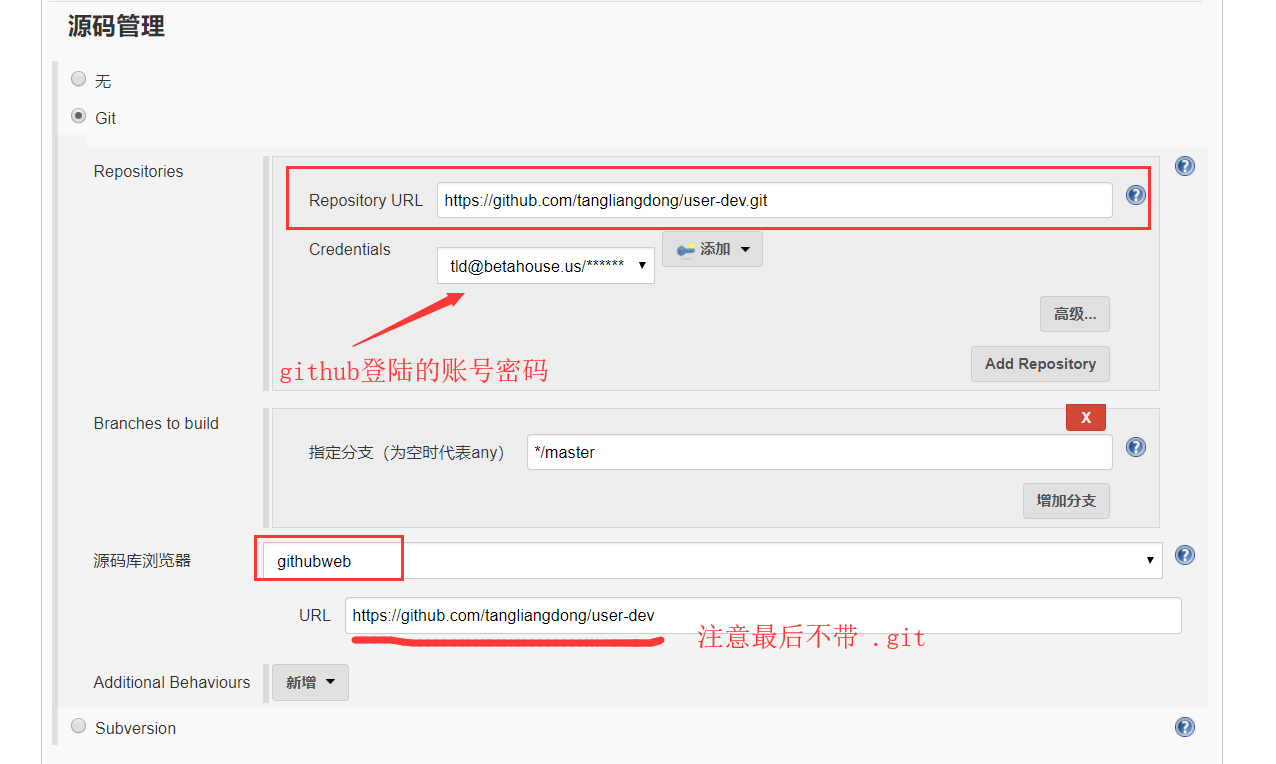 源码管理
无
Git
Repositories
Repository URL https://github.com/tangliangdong/user-dev.git
Credentials
tld@betahouse.us/****** 添加
高级...
github登陆的账号密码
Add Repository
Branches to build
X
指定分支（为空时代表any） */master
增加分支
源码库浏览器 githubweb
URL https://github.com/tangliangdong/user-dev
注意最后不带 .git
Additional Behaviours 新增
Subversion